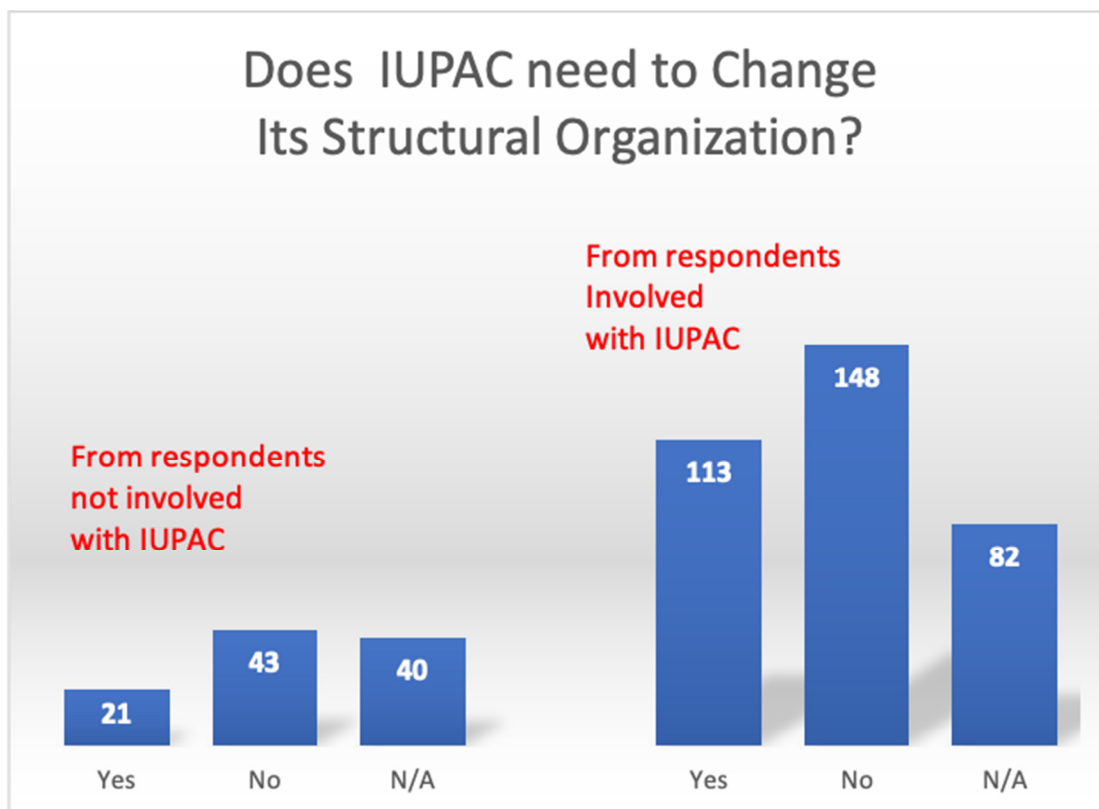 Does IUPAC need to Change
Its Structural Organization?
From respondents
not involved
with IUPAC
21
43
40
Yes
No
N/A
From respondents
Involved
with IUPAC
113
148
82
Yes
No
N/A